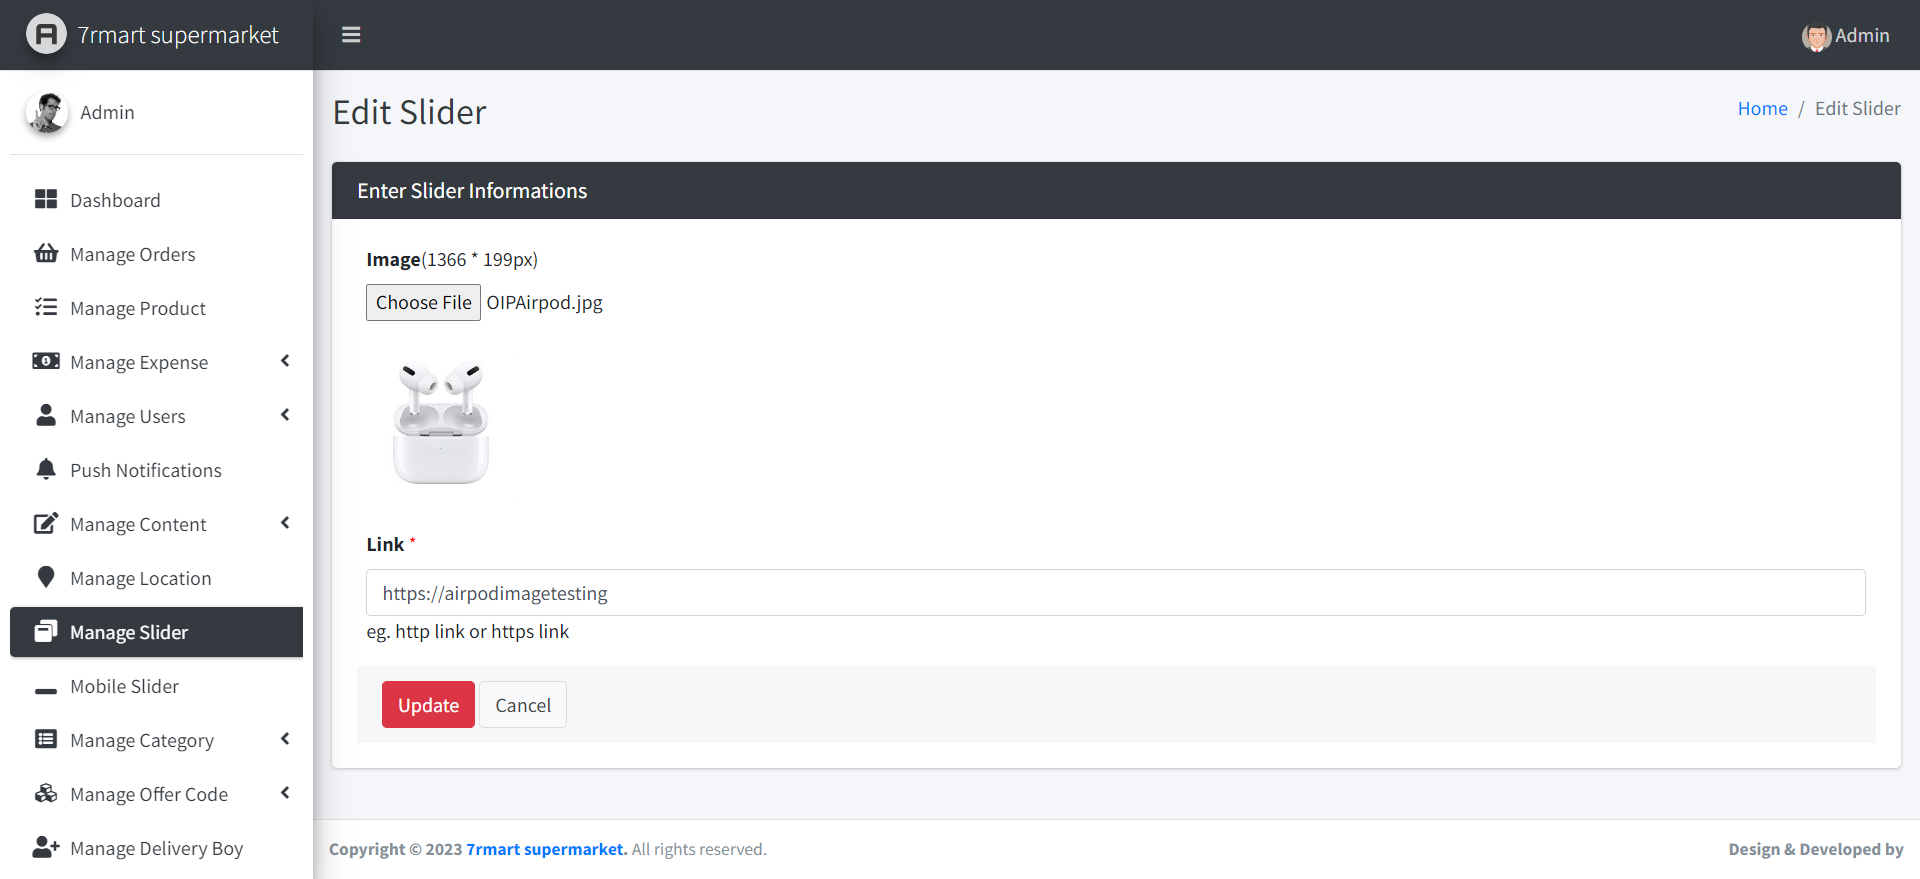 7rmart supermarket
Admin
Admin
Edit Slider
Home / Edit Slider
Dashboard
Manage Orders
Manage Product
Manage Expense
Manage Users
Push Notifications
Manage Content
Manage Location
Manage Slider
Mobile Slider
Manage Category
Manage Offer Code
Manage Delivery Boy
Enter Slider Informations
Image(1366 * 199px)
Choose File OIPAirpod.jpg
Link *
https://airpodimagetesting
eg. http link or https link
Update Cancel
Copyright © 2023 7rmart supermarket. All rights reserved.
Design & Developed by